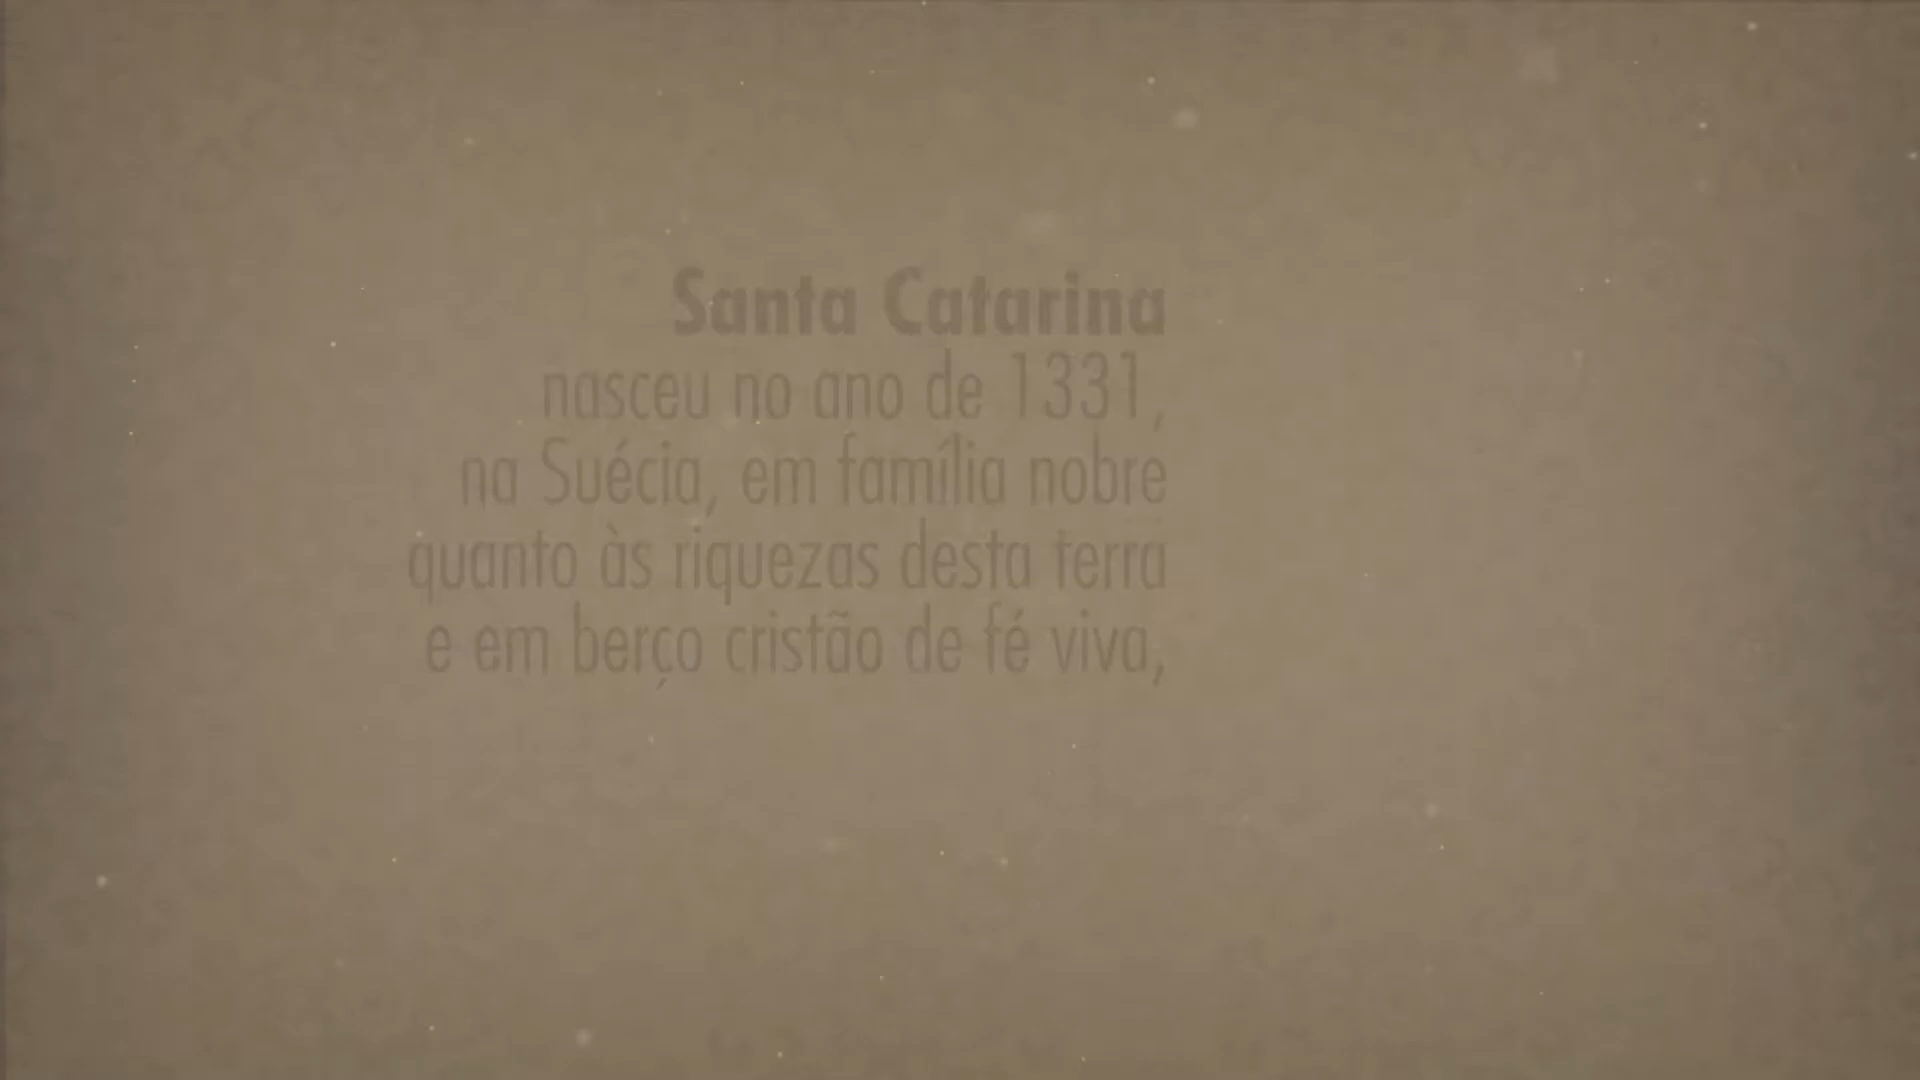 Santa Catarina
nasceu no ano de 1331,
na Suécia, em família nobre
quanto às riquezas desta terra
e em berço cristão de fé viva,